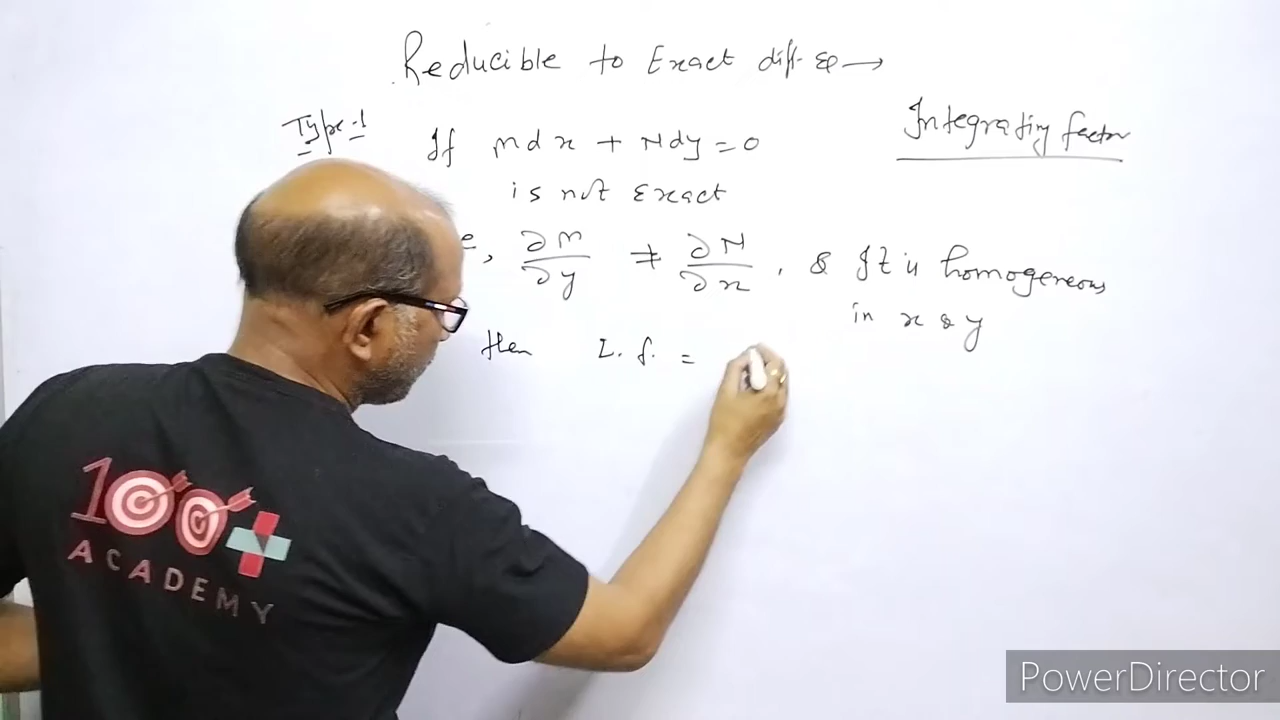 Reducible to Exact diff. Eq →
Type-1
Integrating factor
If Mdx + Ndy = 0
is not exact
e, ∂M/∂y ≠ ∂N/∂x, & It is homogeneous
in x & y
then I.f. =
100+
ACADEMY
PowerDirector